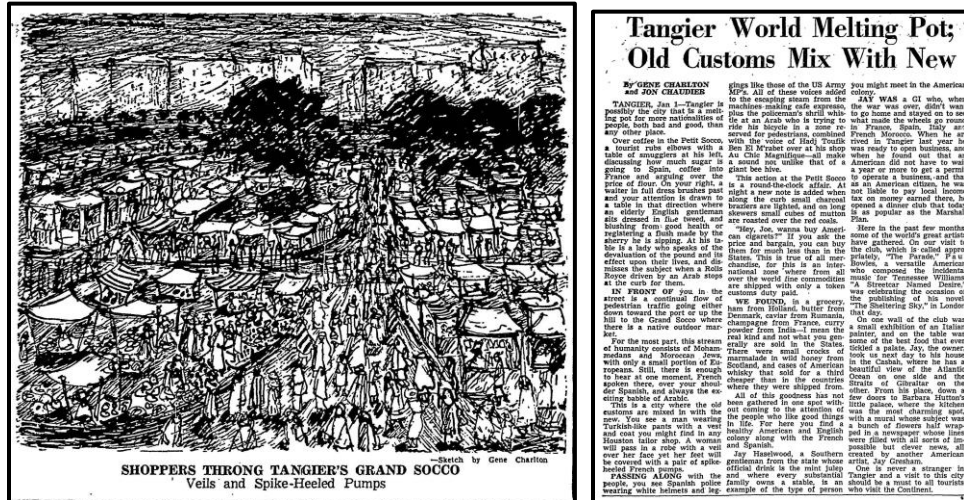 —Sketch by Gene Charlton
SHOPPERS THRONG TANGIER'S GRAND SOCCO
Veils and Spike-Heeled Pumps
Tangier World Melting Pot;
Old Customs Mix With New
By GENE CHARLTON
and JON CHAUDIER
TANGIER, Jan 1—Tangier is
possibly the city that is a melt-
ing pot for more nationalities of
people, both bad and good, than
any other place.
Over coffee in the Petit Socco,
a tourist rubs elbows with a
table of smugglers at his left,
discussing how much sugar is
going to Spain, coffee into
France and arguing over the
price of flour. On your right, a
waiter in full dress brushes past
and your attention is drawn to
a table in that direction where
an elderly English gentleman
sits dressed in fine tweed, and
blushing from good health or
registering a flush made by the
sherry he is sipping. At his ta-
ble is a lady who speaks of the
devaluation of the pound and its
effect upon their lives, and dis-
misses the subject when a Rolls
Royce driven by an Arab stops
at the curb for them.
IN FRONT OF you in the
street is a continual flow of
pedestrian traffic going either
down toward the port or up the
hill to the Grand Socco where
there is a native outdoor mar-
ket.
For the most part, this stream
of humanity consists of Moham-
medans and Moroccan Jews,
with only a small portion of Eu-
ropeans. Still, there is enough
to hear at one moment, French
spoken there, over your shoul-
der Spanish, and always the ex-
citing babble of Arabic.
This is a city where the old
customs are mixed in with the
new. You see a man wearing
Turkish-like pants with a vest
and coat you might find in any
Houston tailor shop. A woman
will pass in a robe with a veil
over her face yet her feet will
be covered with a pair of spike-
heeled French pumps.
PASSING ALONG with the
people, you see Spanish police
wearing white helmets and leg-
gings like those of the US Army
MP's. All of these voices added
to the escaping steam from the
machines making cafe expresso,
plus the policeman's shrill whis-
tle at an Arab who is trying to
ride his bicycle in a zone re-
served for pedestrians, combined
with the voice of Hadj Toufik
Ben El M'rabet over at his shop
Au Chic Magnifique—all make
a sound not unlike that of a
giant bee hive.
This action at the Petit Socco
is a round-the-clock affair. At
night a new note is added when
along the curb small charcoal
braziers are lighted, and on long
skewers small cubes of mutton
are roasted over the red coals.
"Hey, Joe, wanna buy Ameri-
can cigarets?" If you ask the
price and bargain, you can buy
them for much less than in the
States. This is true of all mer-
chandise, for this is an inter-
national zone where from all
over the world fine commodities
are shipped with only a token
customs duty paid.
WE FOUND, in a grocery,
ham from Holland, butter from
Denmark, caviar from Rumania,
champagne from France, curry
powder from India—I mean the
real kind and not what you gen-
erally are sold in the States.
There were small crocks of
marmalade in wild honey from
Scotland, and cases of American
whisky that sold for a third
cheaper than in the countries
where they were shipped from.
All of this goodness has not
been gathered in one spot with-
out coming to the attention of
the people who like good things
in life. For here you find a
healthy American and English
colony along with the French
and Spanish.
Jay Haselwood, a Southern
gentleman from the state whose
official drink is the mint julep
and where every substantial
family owns a stable, is an
example of the type of person
you might meet in the American
colony.
JAY WAS a GI who, when
the war was over, didn't want
to go home and stayed on to see
what made the wheels go round
in France, Spain, Italy and
French Morocco. When he ar-
rived in Tangier last year he
was ready to open business, and
when he found out that an
American did not have to wait
a year or more to get a permit
to operate a business, and that
as an American citizen, he was
not liable to pay local income
tax on money earned there, he
opened a dinner club that today
is as popular as the Marshall
Plan.
Here in the past few months
some of the world's great artists
have gathered. On our visit to
the club, which is called appro-
priately, "The Parade," Paul
Bowles, a versatile American
who composed the incidental
music for Tennessee Williams'
"A Streetcar Named Desire,"
was celebrating the occasion of
the publishing of his novel
"The Sheltering Sky," in London
that day.
On one wall of the club was
a small exhibition of an Italian
painter, and on the table was
some of the best food that ever
tickled a palate. Jay, the owner,
took us next day to his house
in the Casbah, where he has a
beautiful view of the Atlantic
Ocean on one side and the
Straits of Gibraltar on the
other. From his place, down a
few doors to Barbara Hutton's
little palace, where the kitchen
was the most charming spot,
with a mural whose subject was
a bunch of flowers half wrap-
ped in a newspaper whose lines
were filled with all sorts of im-
possible but clever news, all
created by another American
artist, Jay Gresham.
One is never a stranger in
Tangier and a visit to this city
should be a must to all tourists
who visit the Continent.